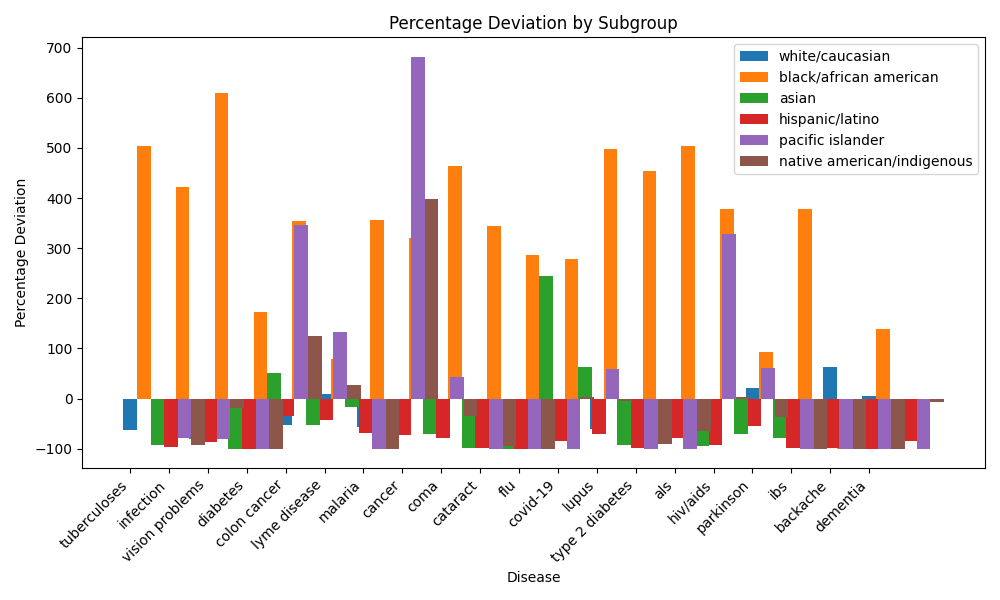 Percentage Deviation by Subgroup
Percentage Deviation
700
600
500
400
300
200
100
0
−100
white/caucasian
black/african american
asian
hispanic/latino
pacific islander
native american/indigenous
tuberculoses
infection
vision problems
diabetes
colon cancer
lyme disease
malaria
cancer
coma
cataract
flu
covid-19
lupus
type 2 diabetes
als
hiv/aids
parkinson
ibs
backache
dementia
Disease